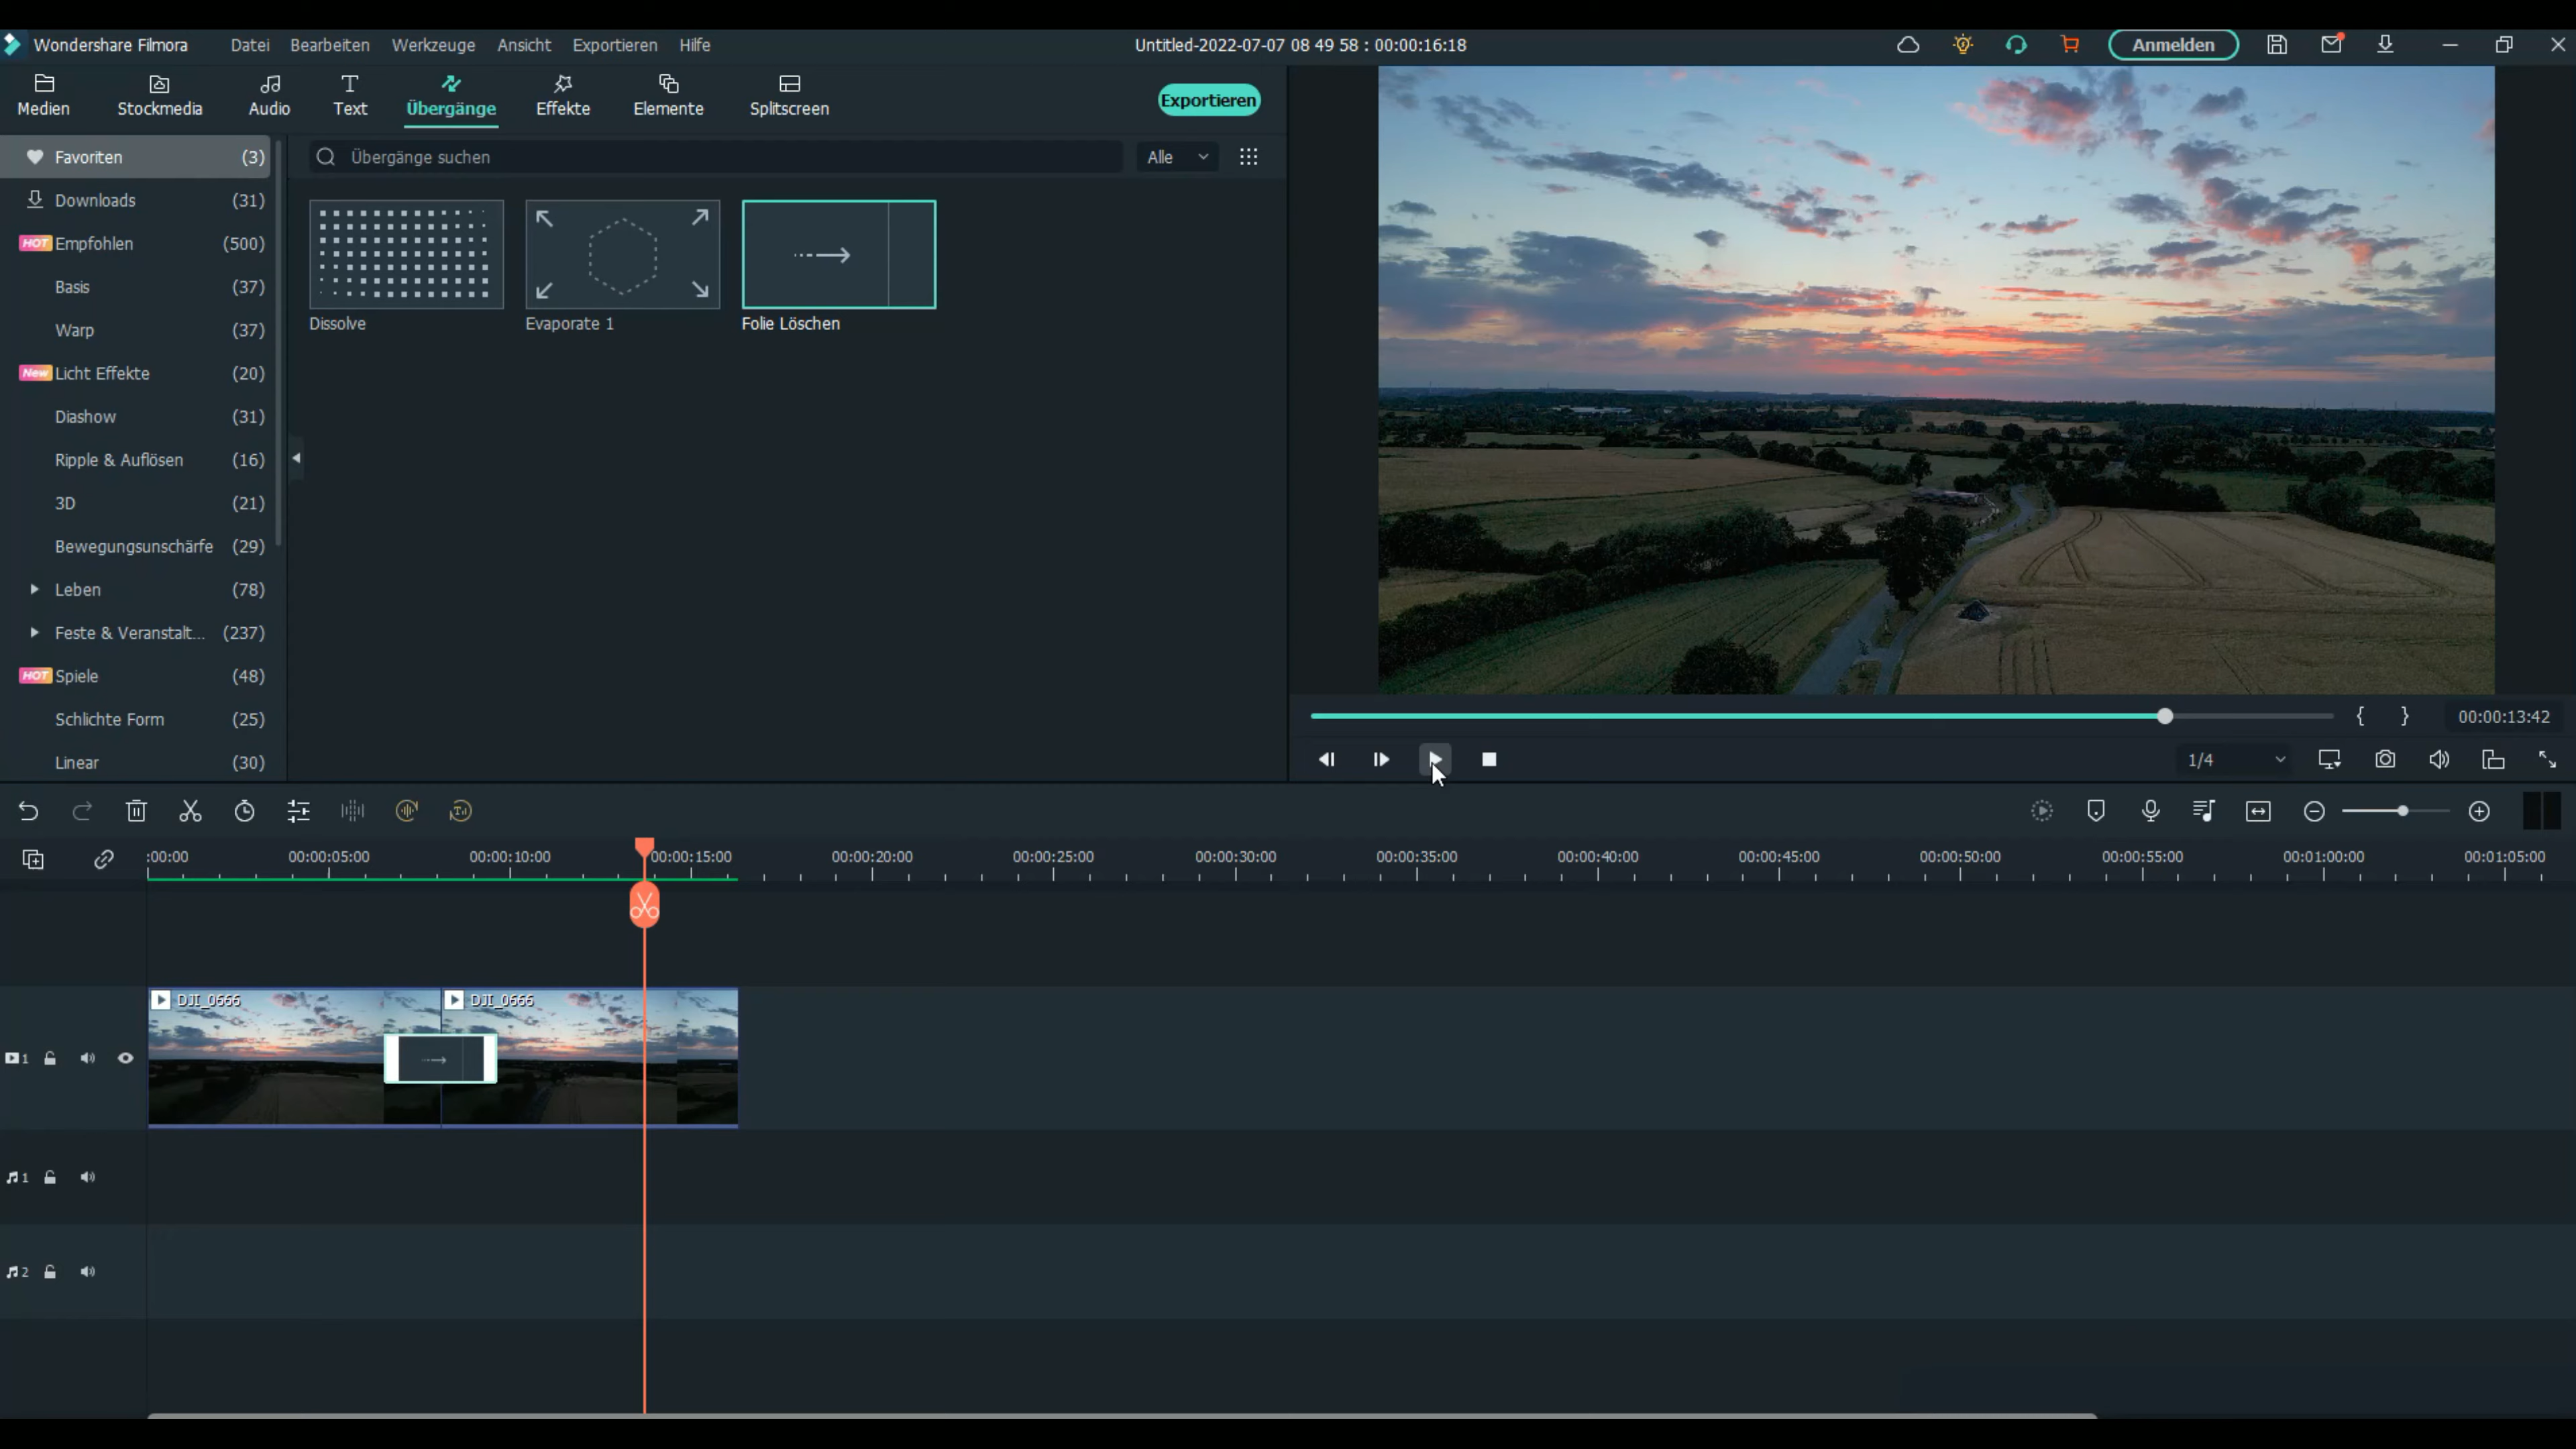 Wondershare Filmora Datei Bearbeiten Werkzeuge Ansicht Exportieren Hilfe Untitled-2022-07-07 08 49 58 : 00:00:16:18 Anmelden
Medien Stockmedia Audio Text Übergänge Effekte Elemente Splitscreen Exportieren
Favoriten (3)
Übergänge suchen Alle
Downloads (31)
HOT Empfohlen (500)
Basis (37)
Warp (37)
New Licht Effekte (20)
Diashow (31)
Ripple & Auflösen (16)
3D (21)
Bewegungsunschärfe (29)
Leben (78)
Feste & Veranstalt... (237)
HOT Spiele (48)
Schlichte Form (25)
Linear (30)
Dissolve Evaporate 1 Folie Löschen
{ } 00:00:13:42
1/4
:00:00 00:00:05:00 00:00:10:00 00:00:15:00 00:00:20:00 00:00:25:00 00:00:30:00 00:00:35:00 00:00:40:00 00:00:45:00 00:00:50:00 00:00:55:00 00:01:00:00 00:01:05:00
DJI_0666 DJI_0666
1
1
2